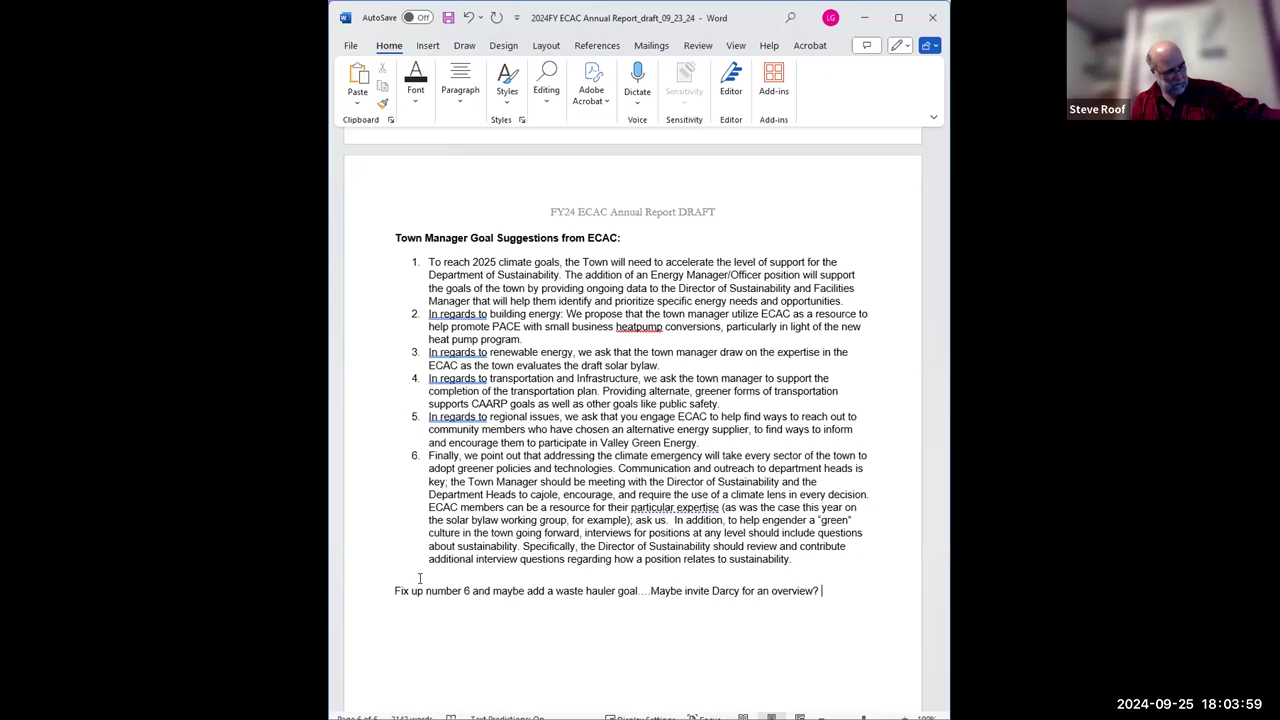 AutoSave Off 2024FY ECAC Annual Report_draft_09_23_24 - Word LG
File Home Insert Draw Design Layout References Mailings Review View Help Acrobat
Paste Font Paragraph Styles Editing Adobe Acrobat Dictate Sensitivity Editor Add-ins
Clipboard Styles Adobe Acrobat Voice Sensitivity Editor Add-ins
Steve Roof
FY24 ECAC Annual Report DRAFT
Town Manager Goal Suggestions from ECAC:
1. To reach 2025 climate goals, the Town will need to accelerate the level of support for the
Department of Sustainability. The addition of an Energy Manager/Officer position will support
the goals of the town by providing ongoing data to the Director of Sustainability and Facilities
Manager that will help them identify and prioritize specific energy needs and opportunities.
2. In regards to building energy: We propose that the town manager utilize ECAC as a resource to
help promote PACE with small business heatpump conversions, particularly in light of the new
heat pump program.
3. In regards to renewable energy, we ask that the town manager draw on the expertise in the
ECAC as the town evaluates the draft solar bylaw.
4. In regards to transportation and Infrastructure, we ask the town manager to support the
completion of the transportation plan. Providing alternate, greener forms of transportation
supports CAARP goals as well as other goals like public safety.
5. In regards to regional issues, we ask that you engage ECAC to help find ways to reach out to
community members who have chosen an alternative energy supplier, to find ways to inform
and encourage them to participate in Valley Green Energy.
6. Finally, we point out that addressing the climate emergency will take every sector of the town to
adopt greener policies and technologies. Communication and outreach to department heads is
key; the Town Manager should be meeting with the Director of Sustainability and the
Department Heads to cajole, encourage, and require the use of a climate lens in every decision.
ECAC members can be a resource for their particular expertise (as was the case this year on
the solar bylaw working group, for example); ask us. In addition, to help engender a "green"
culture in the town going forward, interviews for positions at any level should include questions
about sustainability. Specifically, the Director of Sustainability should review and contribute
additional interview questions regarding how a position relates to sustainability.
Fix up number 6 and maybe add a waste hauler goal....Maybe invite Darcy for an overview?
Page 6 of 6 2142 words Text Predictions: On Display Settings Focus 100%
2024-09-25 18:03:59